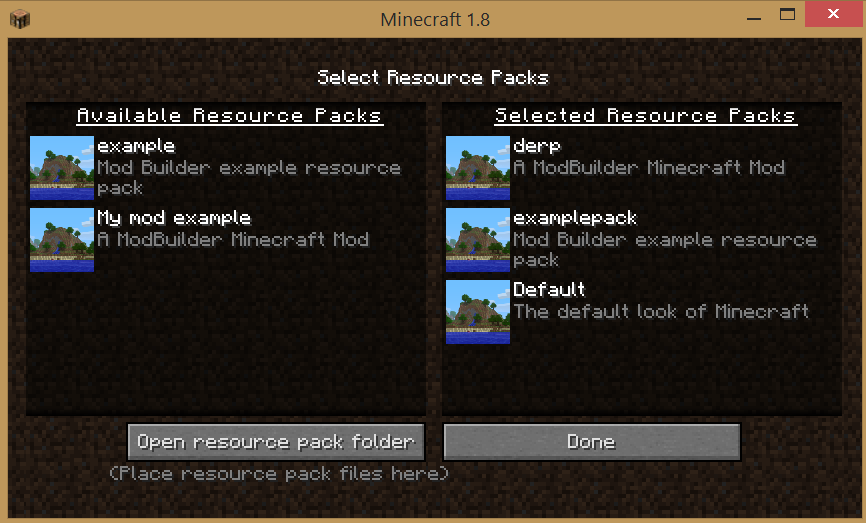 Minecraft 1.8
Select Resource Packs
Available Resource Packs
example
Mod Builder example resource
pack
My mod example
A ModBuilder Minecraft Mod
Selected Resource Packs
derp
A ModBuilder Minecraft Mod
examplepack
Mod Builder example resource
pack
Default
The default look of Minecraft
Open resource pack folder
Done
(Place resource pack files here)